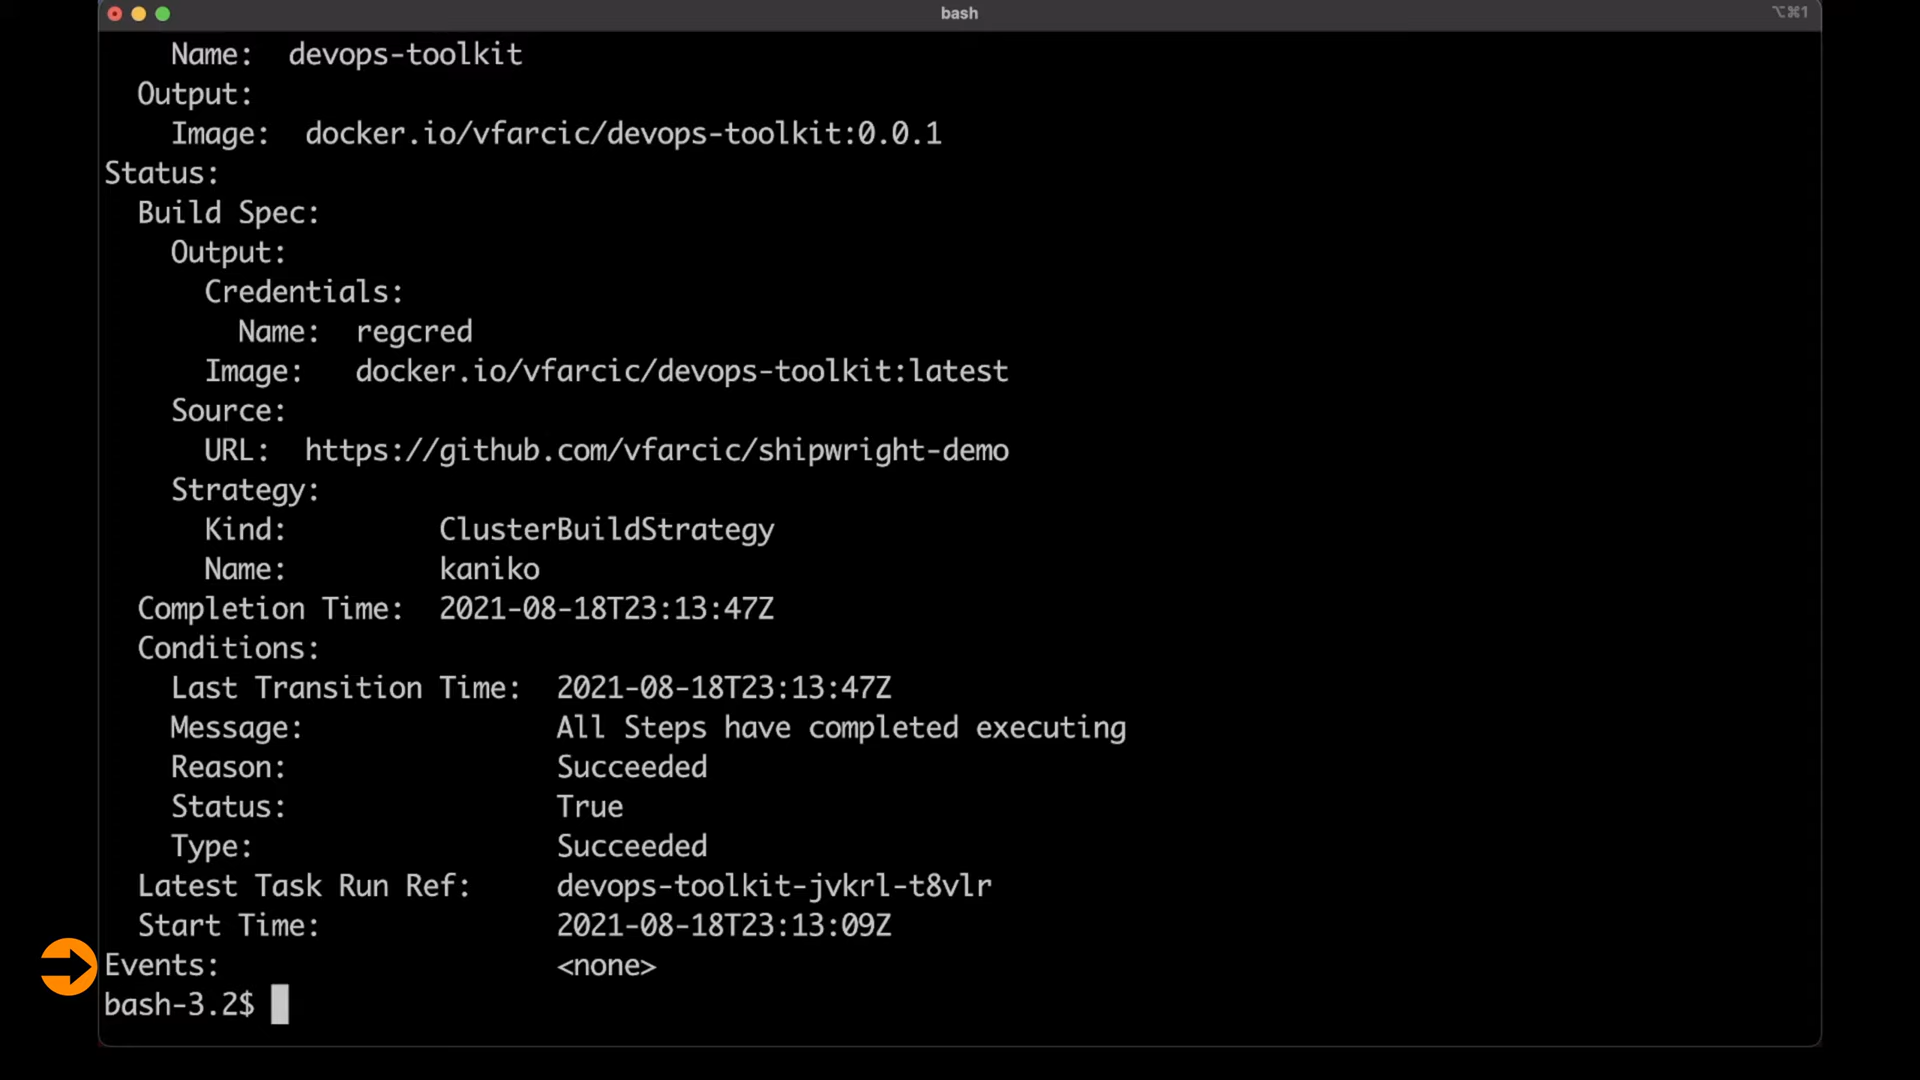 bash
⌥⌘1
Name: devops-toolkit
Output:
Image: docker.io/vfarcic/devops-toolkit:0.0.1
Status:
Build Spec:
Output:
Credentials:
Name: regcred
Image: docker.io/vfarcic/devops-toolkit:latest
Source:
URL: https://github.com/vfarcic/shipwright-demo
Strategy:
Kind: ClusterBuildStrategy
Name: kaniko
Completion Time: 2021-08-18T23:13:47Z
Conditions:
Last Transition Time: 2021-08-18T23:13:47Z
Message: All Steps have completed executing
Reason: Succeeded
Status: True
Type: Succeeded
Latest Task Run Ref: devops-toolkit-jvkrl-t8vlr
Start Time: 2021-08-18T23:13:09Z
Events: <none>
bash-3.2$